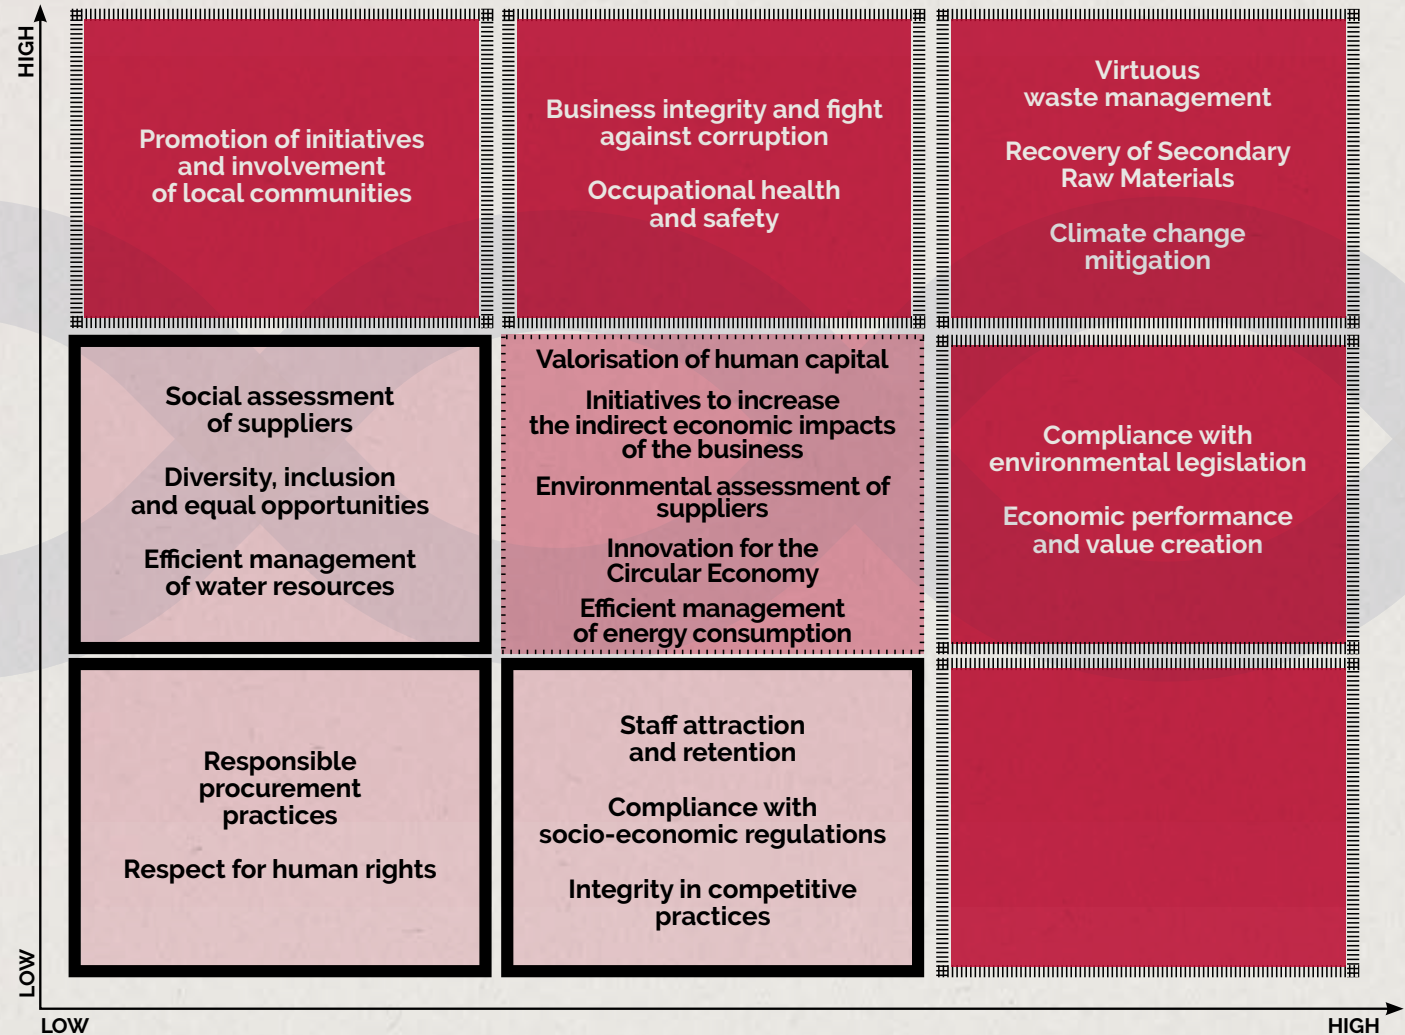 HIGH
Promotion of initiatives
and involvement
of local communities
Business integrity and fight
against corruption
Occupational health
and safety
Virtuous
waste management
Recovery of Secondary
Raw Materials
Climate change
mitigation
Social assessment
of suppliers
Diversity, inclusion
and equal opportunities
Efficient management
of water resources
Valorisation of human capital
Initiatives to increase
the indirect economic impacts
of the business
Environmental assessment of
suppliers
Innovation for the
Circular Economy
Efficient management
of energy consumption
Compliance with
environmental legislation
Economic performance
and value creation
Responsible
procurement
practices
Respect for human rights
Staff attraction
and retention
Compliance with
socio-economic regulations
Integrity in competitive
practices
LOW
LOW
HIGH